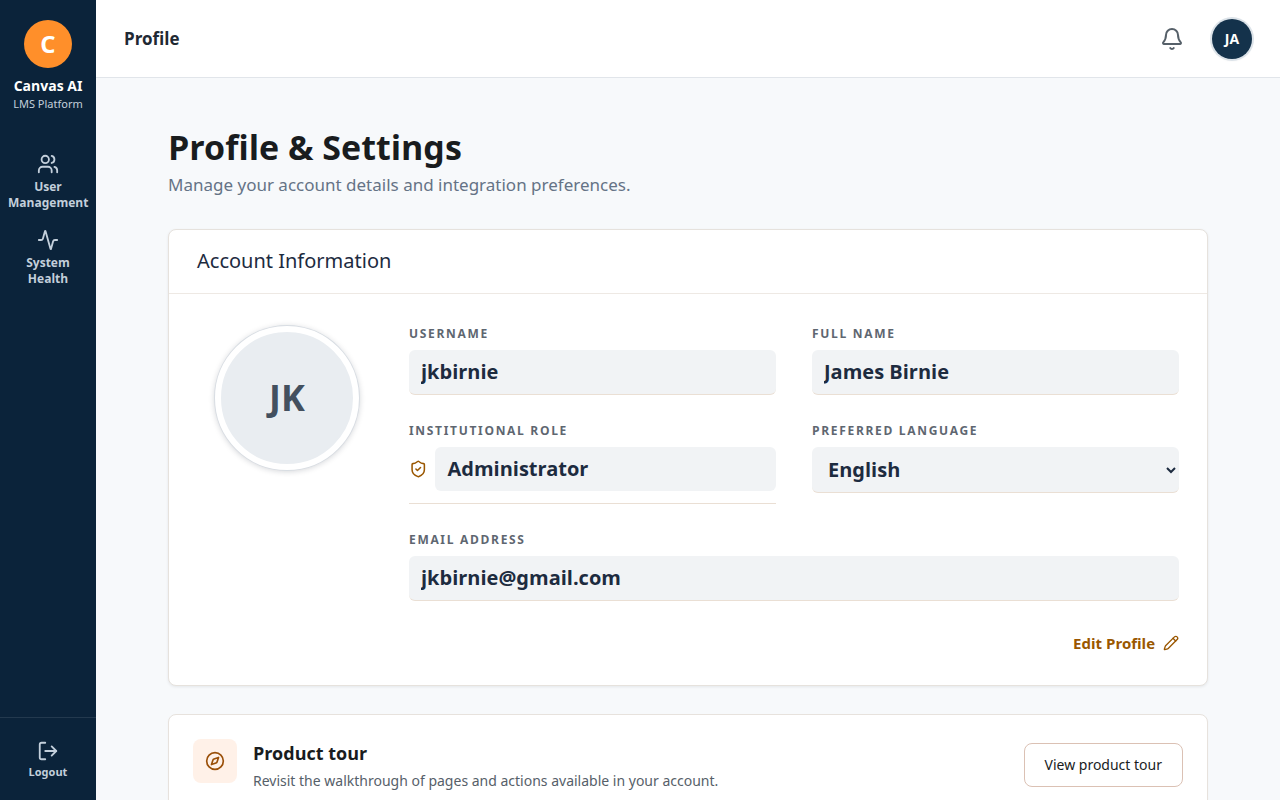 C
Canvas AI
LMS Platform
User
Management
System
Health
Logout
Profile
JA
Profile & Settings
Manage your account details and integration preferences.
Account Information
JK
USERNAME
jkbirnie
FULL NAME
James Birnie
INSTITUTIONAL ROLE
Administrator
PREFERRED LANGUAGE
English
EMAIL ADDRESS
jkbirnie@gmail.com
Edit Profile
Product tour
Revisit the walkthrough of pages and actions available in your account.
View product tour